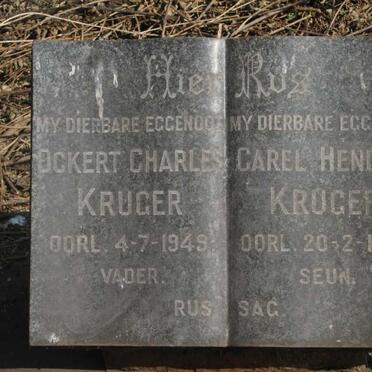 Hier Rus
MY DIERBARE EGGENOOT MY DIERBARE EGG
OCKERT CHARLES CAREL HEN
KRUGER KRUGER
OORL. 4-7-1949. OORL. 20-2-1
VADER. SEUN.
RUS SAG.